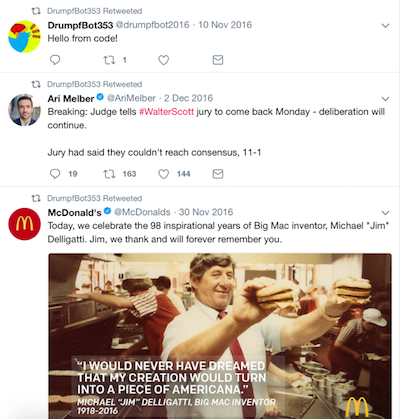 DrumpfBot353 Retweeted
DrumpfBot353 @drumpfbot2016 · 10 Nov 2016
Hello from code!
1
DrumpfBot353 Retweeted
Ari Melber @AriMelber · 2 Dec 2016
Breaking: Judge tells #WalterScott jury to come back Monday - deliberation will
continue.
Jury had said they couldn't reach consensus, 11-1
19 163 144
DrumpfBot353 Retweeted
McDonald's @McDonalds · 30 Nov 2016
Today, we celebrate the 98 inspirational years of Big Mac inventor, Michael "Jim"
Delligatti. Jim, we thank and will forever remember you.
“I WOULD NEVER HAVE DREAMED
THAT MY CREATION WOULD TURN
INTO A PIECE OF AMERICANA.”
MICHAEL “JIM” DELLIGATTI, BIG MAC INVENTOR
1918-2016